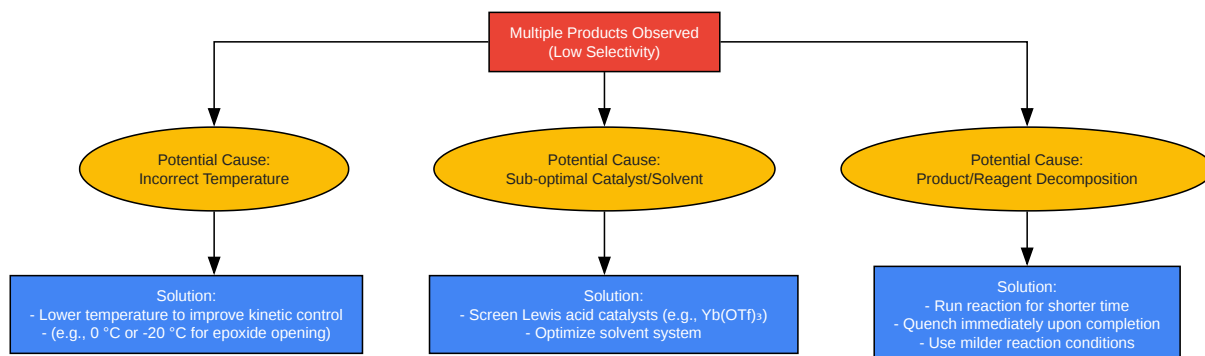 Multiple Products Observed
(Low Selectivity)
Potential Cause:
Incorrect Temperature
Potential Cause:
Sub-optimal Catalyst/Solvent
Potential Cause:
Product/Reagent Decomposition
Solution:
- Lower temperature to improve kinetic control
- (e.g., 0 °C or -20 °C for epoxide opening)
Solution:
- Screen Lewis acid catalysts (e.g., Yb(OTf)₃)
- Optimize solvent system
Solution:
- Run reaction for shorter time
- Quench immediately upon completion
- Use milder reaction conditions